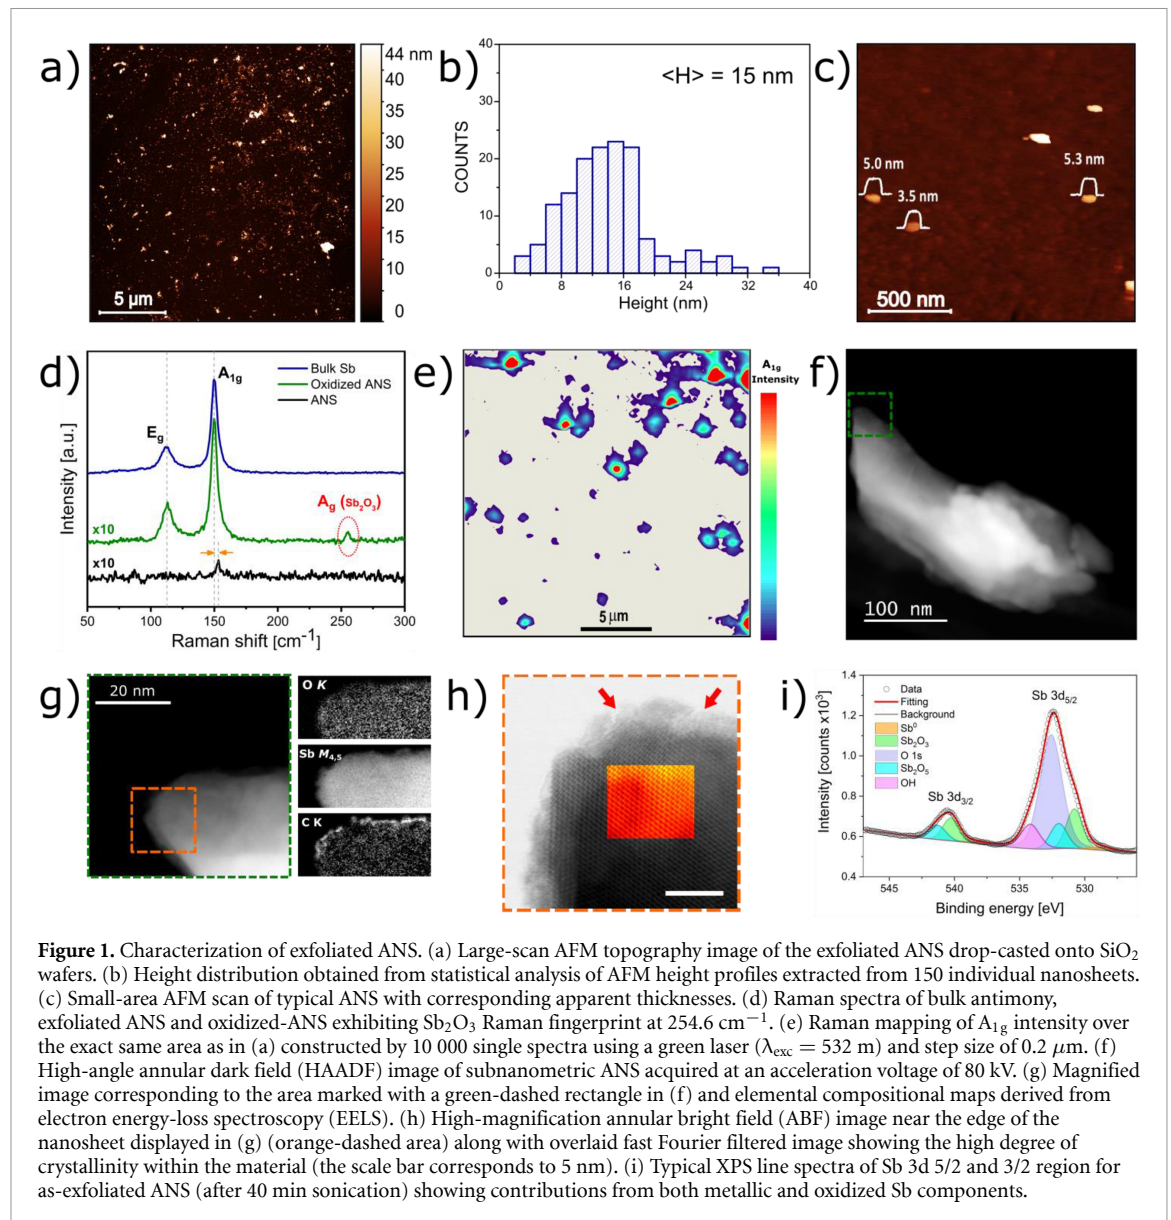 a)
44 nm
40
35
30
25
20
15
10
0
5 µm
b)
<H> = 15 nm
COUNTS
40
30
20
10
0
0
8
16
24
32
40
Height (nm)
c)
5.0 nm
3.5 nm
5.3 nm
500 nm
d)
A1g
Bulk Sb
Oxidized ANS
ANS
Eg
Ag (Sb2O3)
x10
x10
Intensity [a.u.]
50
100
150
200
250
300
Raman shift [cm-1]
e)
A1g
Intensity
5 µm
f)
100 nm
g)
20 nm
O K
Sb M4,5
C K
h)
i)
1.4
1.2
1.0
0.8
0.6
0.4
Intensity [counts x10³]
Data
Fitting
Background
Sb0
Sb2O3
O 1s
Sb2O5
OH
Sb 3d5/2
Sb 3d3/2
545
540
535
530
Binding energy [eV]
Figure 1. Characterization of exfoliated ANS. (a) Large-scan AFM topography image of the exfoliated ANS drop-casted onto SiO2
wafers. (b) Height distribution obtained from statistical analysis of AFM height profiles extracted from 150 individual nanosheets.
(c) Small-area AFM scan of typical ANS with corresponding apparent thicknesses. (d) Raman spectra of bulk antimony,
exfoliated ANS and oxidized-ANS exhibiting Sb2O3 Raman fingerprint at 254.6 cm−1. (e) Raman mapping of A1g intensity over
the exact same area as in (a) constructed by 10 000 single spectra using a green laser (λexc = 532 m) and step size of 0.2 µm. (f)
High-angle annular dark field (HAADF) image of subnanometric ANS acquired at an acceleration voltage of 80 kV. (g) Magnified
image corresponding to the area marked with a green-dashed rectangle in (f) and elemental compositional maps derived from
electron energy-loss spectroscopy (EELS). (h) High-magnification annular bright field (ABF) image near the edge of the
nanosheet displayed in (g) (orange-dashed area) along with overlaid fast Fourier filtered image showing the high degree of
crystallinity within the material (the scale bar corresponds to 5 nm). (i) Typical XPS line spectra of Sb 3d 5/2 and 3/2 region for
as-exfoliated ANS (after 40 min sonication) showing contributions from both metallic and oxidized Sb components.